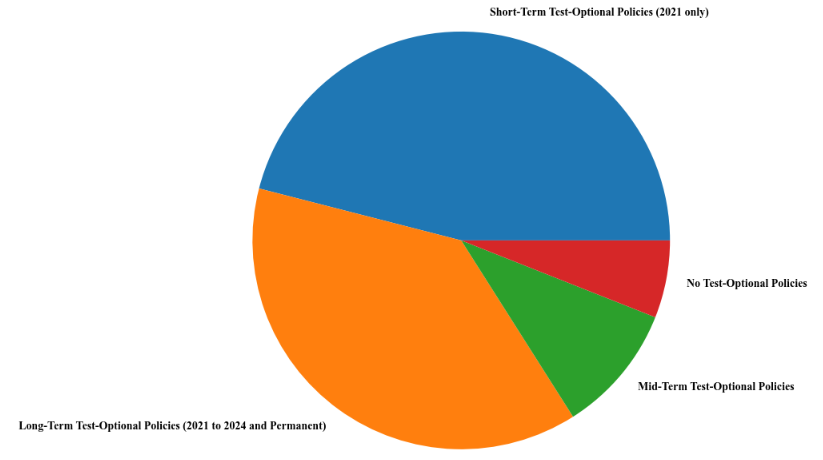 Short-Term Test-Optional Policies (2021 only)
No Test-Optional Policies
Mid-Term Test-Optional Policies
Long-Term Test-Optional Policies (2021 to 2024 and Permanent)